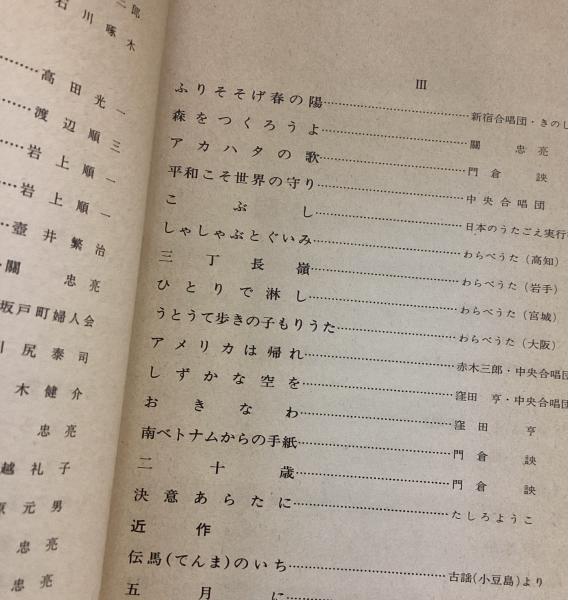 二郎
石川啄木
………高田光一
………渡辺順三
………岩上順一
………岩上順一
………壺井繁治
關忠亮
坂戸町婦人会
川尻泰司
木健介
忠亮
越礼子
原元男
忠亮
忠亮
III
ふりそそげ春の陽………新宿合唱団・きのし
森をつくろうよ………關忠亮
アカハタの歌………門倉訣
平和こそ世界の守り………中央合唱団
こぶし………日本のうたごえ実行
しゃしゃぶとぐいみ………わらべうた（高知）
三丁長嶺………わらべうた（岩手）
ひとりで淋し………わらべうた（宮城）
うとうて歩きの子もりうた………わらべうた（大阪）
アメリカは帰れ………赤木三郎・中央合唱団
しずかな空を………窪田亨・中央合唱団
おきなわ………窪田亨
南ベトナムからの手紙………門倉訣
二十歳………門倉訣
決意あらたに………たしろようこ
近作
伝馬(てんま)のいち………古謡(小豆島)より
五月に………